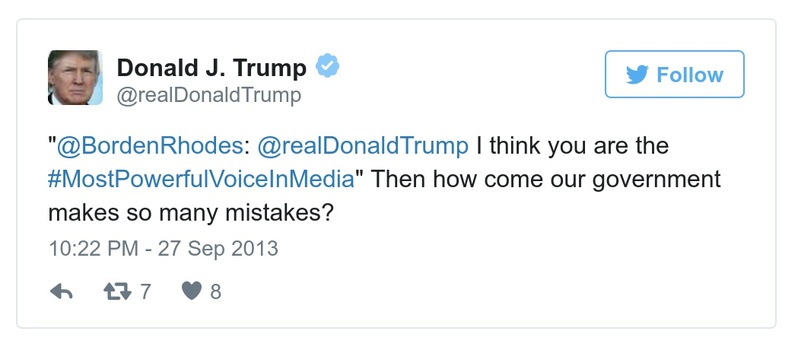 Donald J. Trump
@realDonaldTrump
Follow
"@BordenRhodes: @realDonaldTrump I think you are the
#MostPowerfulVoiceInMedia" Then how come our government
makes so many mistakes?
10:22 PM - 27 Sep 2013
7 8